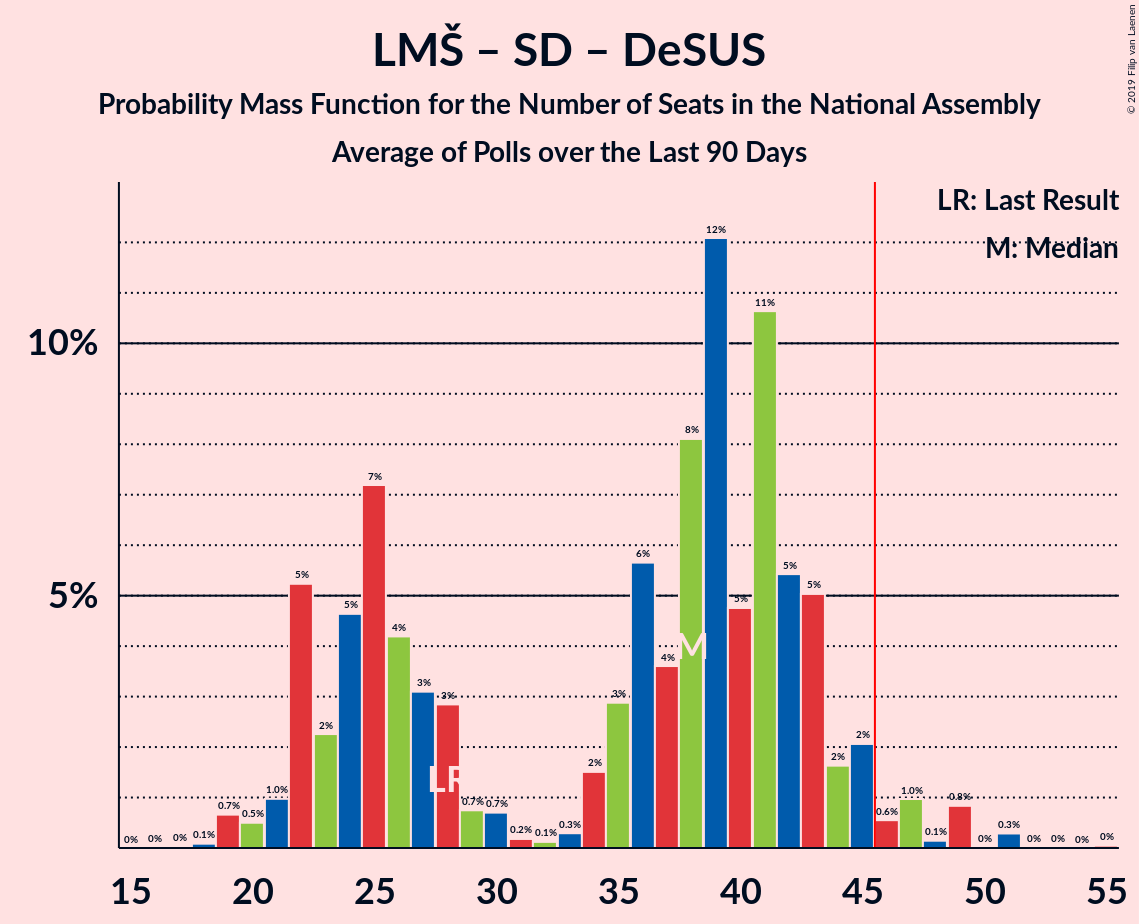 LMŠ – SD – DeSUS
Probability Mass Function for the Number of Seats in the National Assembly
Average of Polls over the Last 90 Days
© 2019 Filip van Laenen
LR: Last Result
M: Median
10%
5%
0% 0% 0% 0.1% 0.7% 0.5% 1.0% 5% 2% 5% 7% 4% 3% 3% 0.7% 0.7% 0.2% 0.1% 0.3% 2% 3% 6% 4% 8% 12% 5% 11% 5% 5% 2% 2% 0.6% 1.0% 0.1% 0.8% 0% 0.3% 0% 0% 0% 0%
M
LR
15 20 25 30 35 40 45 50 55